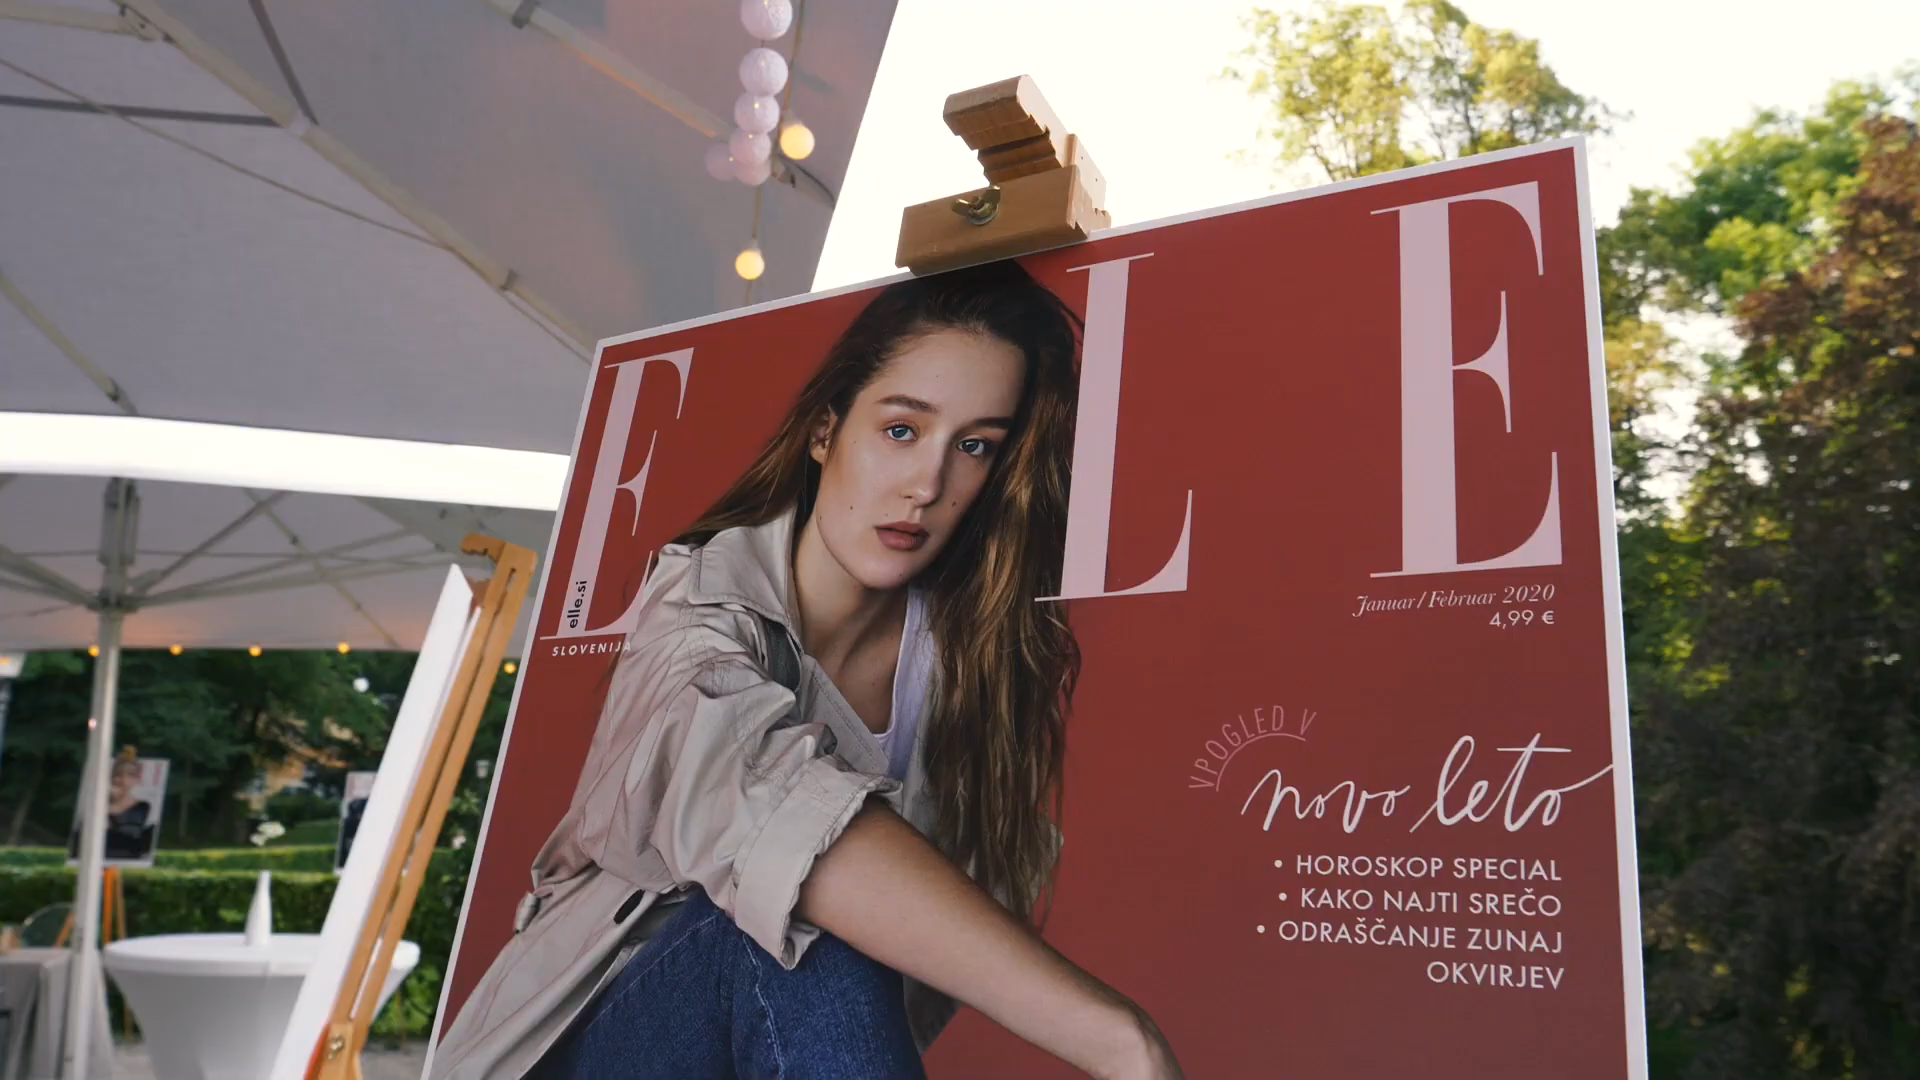 ELLE
elle.si
SLOVENIJA
Januar/Februar 2020
4,99 €
VPOGLED V
novo leto
• HOROSKOP SPECIAL
• KAKO NAJTI SREČO
• ODRAŠČANJE ZUNAJ
OKVIRJEV